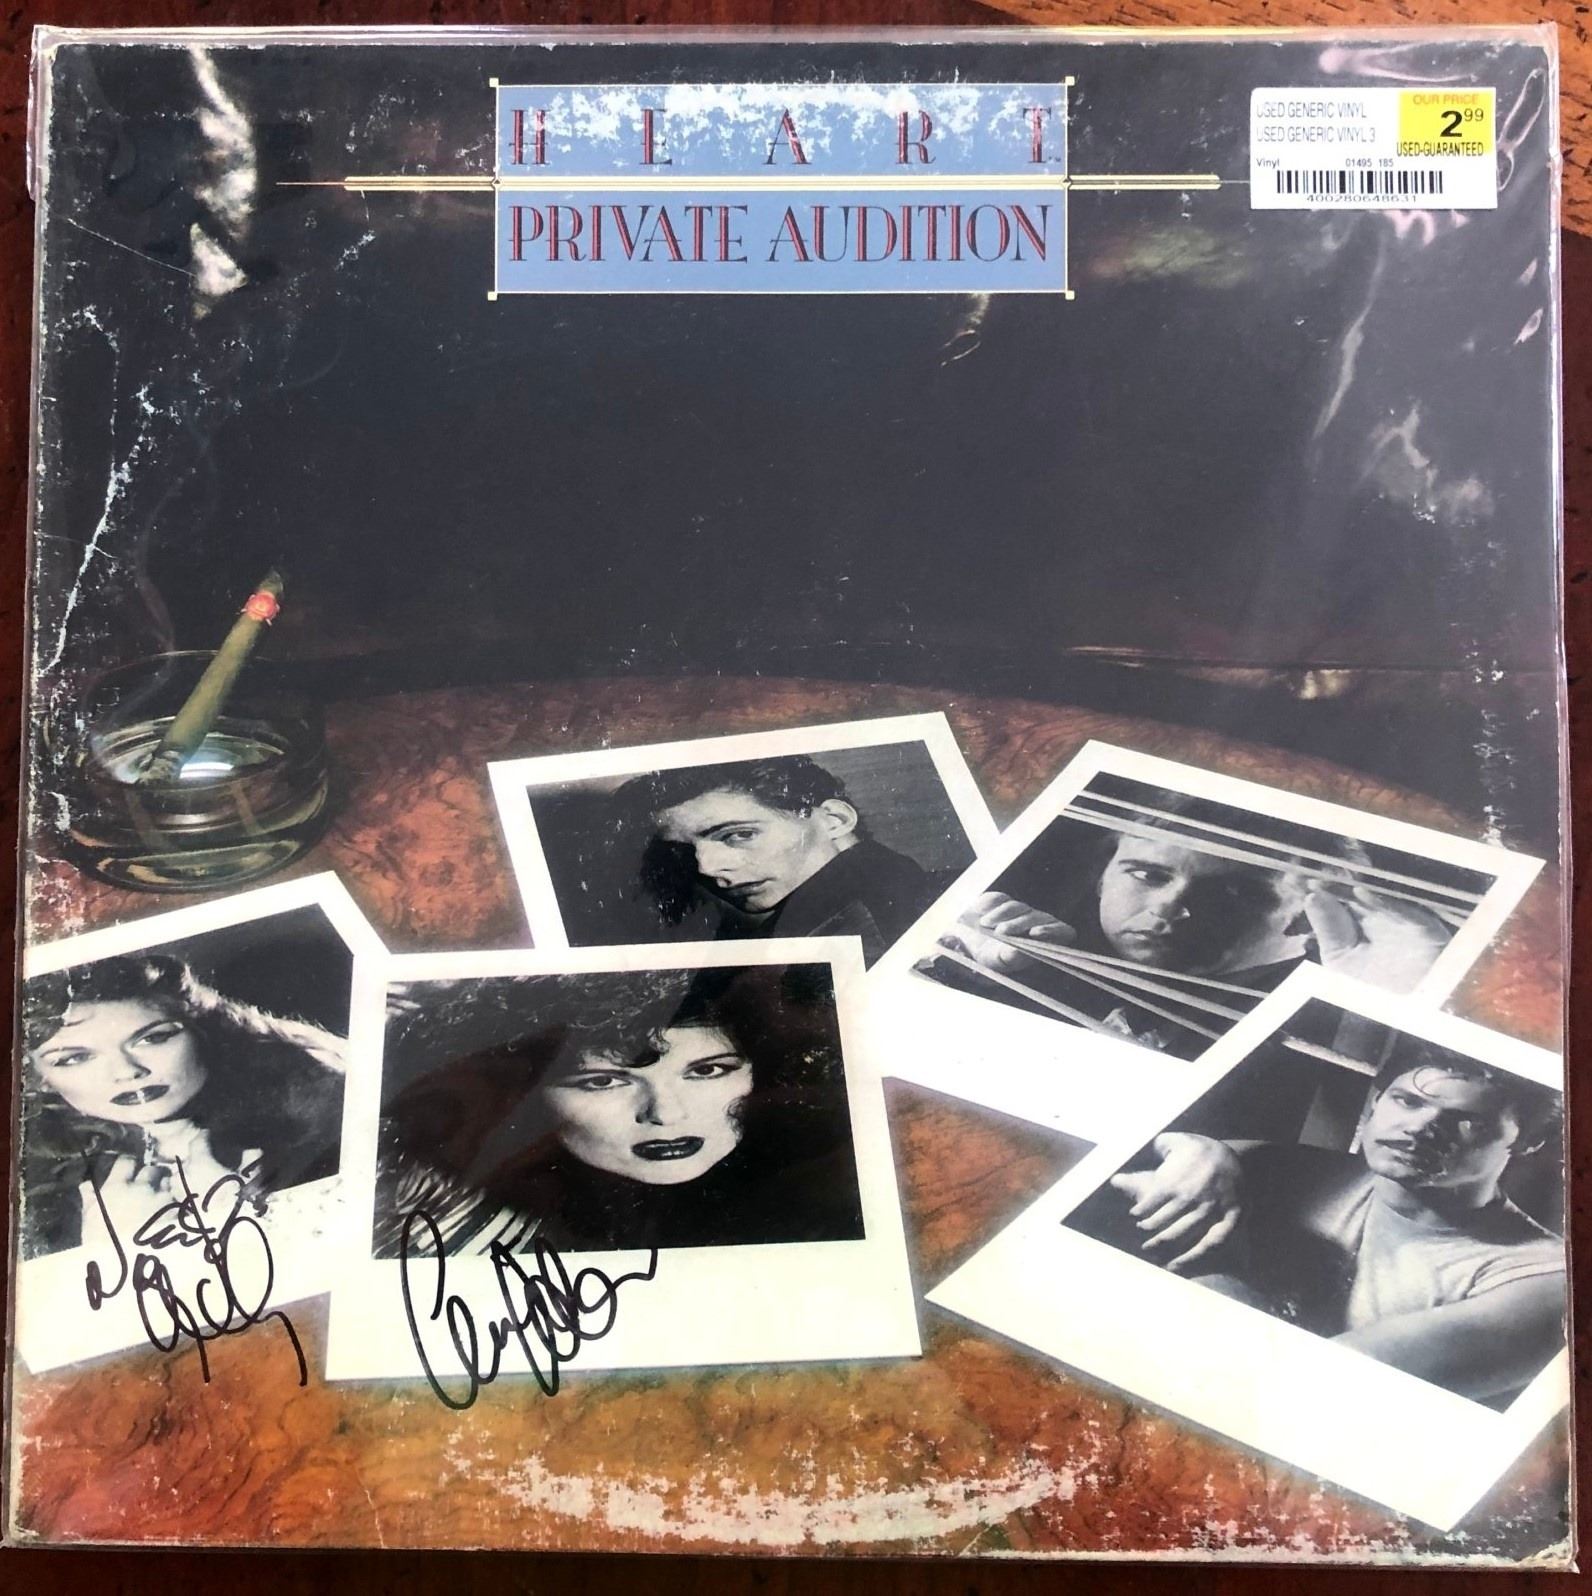 HEART
PRIVATE AUDITION
USED GENERIC VINYL
USED GENERIC VINYL 3
OUR PRICE
2.99
USED-GUARANTEED
Vinyl 01495 185
400280648631